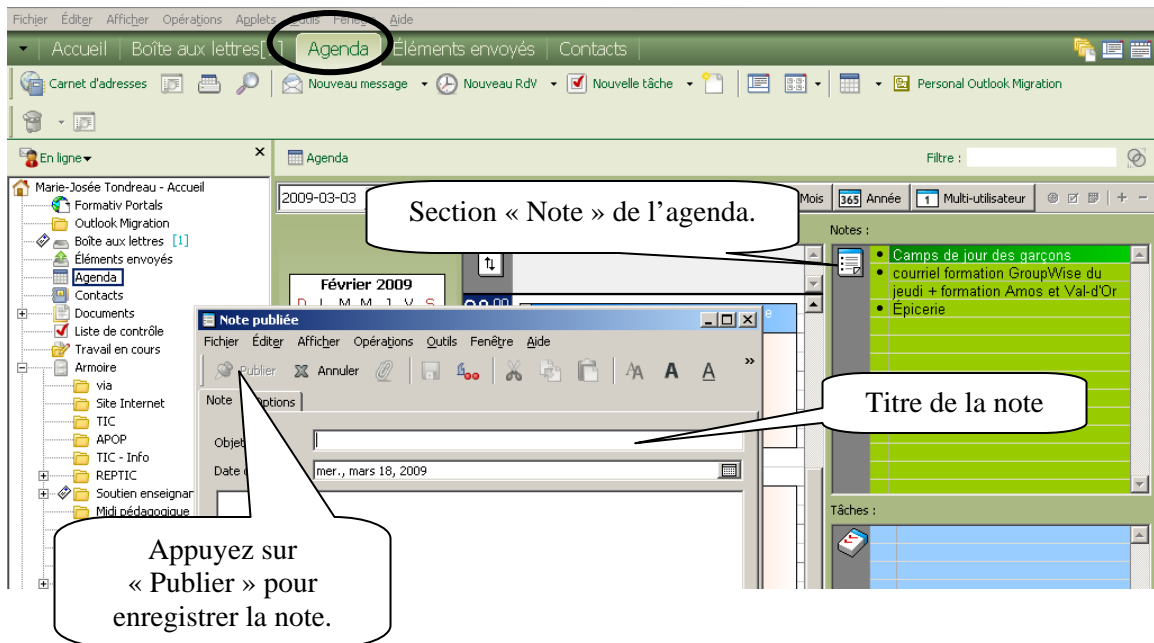 Fichier Éditer Afficher Opérations Applets Outils Fenêtre Aide
Accueil Boîte aux lettres[ ] Agenda Éléments envoyés Contacts
Carnet d'adresses Nouveau message Nouveau RdV Nouvelle tâche Personal Outlook Migration
En ligne × Agenda Filtre :
Marie-Josée Tondreau - Accueil
Formativ Portals
Outlook Migration
Boîte aux lettres [1]
Éléments envoyés
Agenda
Contacts
Documents
Liste de contrôle
Travail en cours
Armoire
via
Site Internet
TIC
APOP
TIC - Info
REPTIC
Soutien enseignar
Midi pédagogique
2009-03-03
Mois 365 Année 1 Multi-utilisateur
Section « Note » de l'agenda.
Février 2009
D L M M J V S
Notes :
• Camps de jour des garçons
• courriel formation GroupWise du
jeudi + formation Amos et Val-d'Or
• Épicerie
Note publiée
Fichier Éditer Afficher Opérations Outils Fenêtre Aide
Publier Annuler A A A »
Note Options
Objet
Date
mer., mars 18, 2009
Titre de la note
Appuyez sur
« Publier » pour
enregistrer la note.
Tâches :